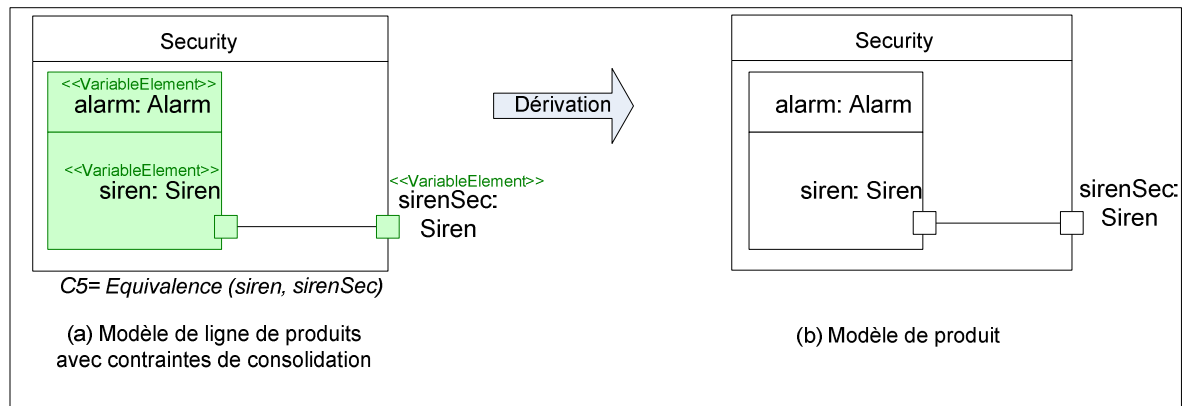 Security
<<VariableElement>>
alarm: Alarm
<<VariableElement>>
siren: Siren
<<VariableElement>>
sirenSec:
Siren
C5= Equivalence (siren, sirenSec)
(a) Modèle de ligne de produits
avec contraintes de consolidation
Dérivation
Security
alarm: Alarm
siren: Siren
sirenSec:
Siren
(b) Modèle de produit